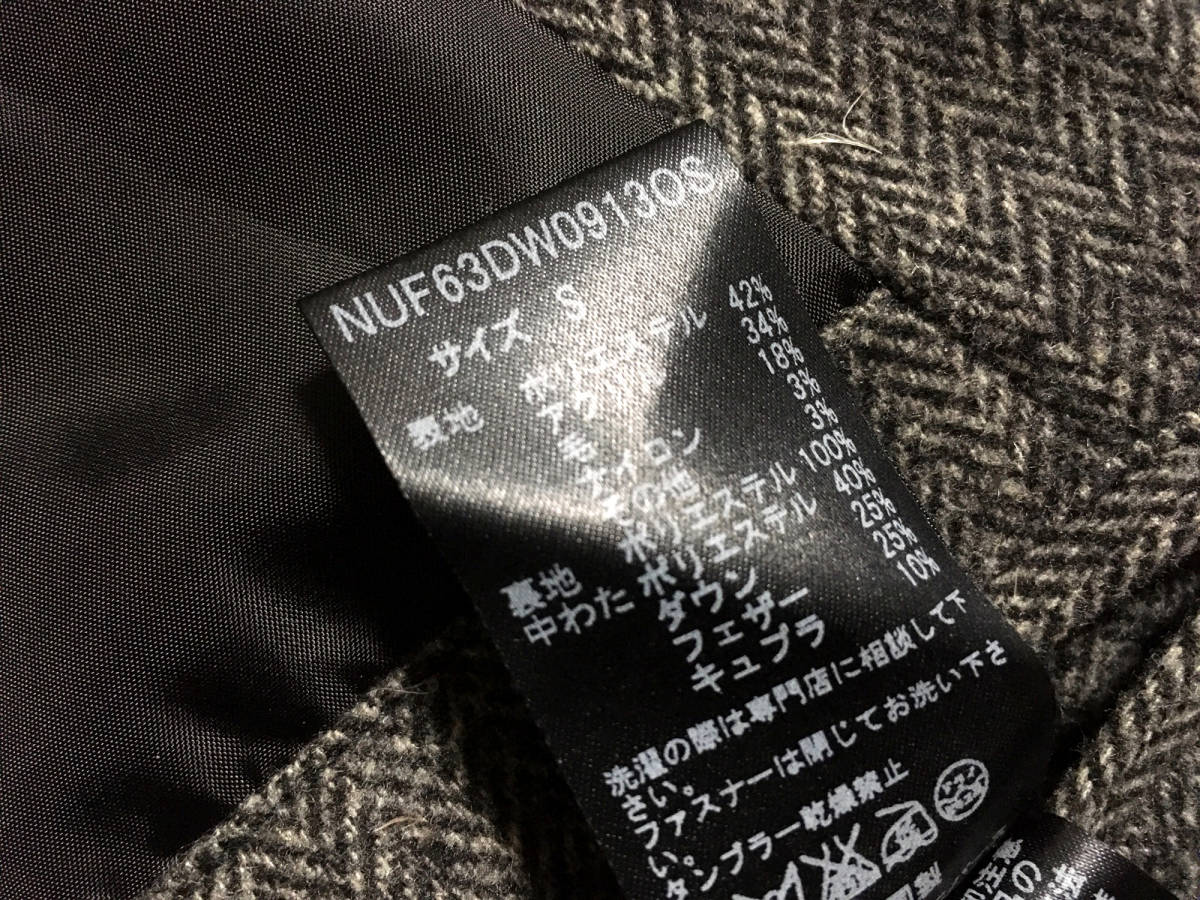 NUF63DW0913OS
サイズ S
表地 ポリエステル 42%
アクリル 34%
毛 18%
ナイロン 3%
その他 3%
裏地 ポリエステル 100%
中わた ポリエステル 40%
ダウン 25%
フェザー 25%
キュプラ 10%
洗濯の際は専門店に相談して下
さい。
ファスナーは閉じてお洗い下さ
い。
タンブラー乾燥禁止